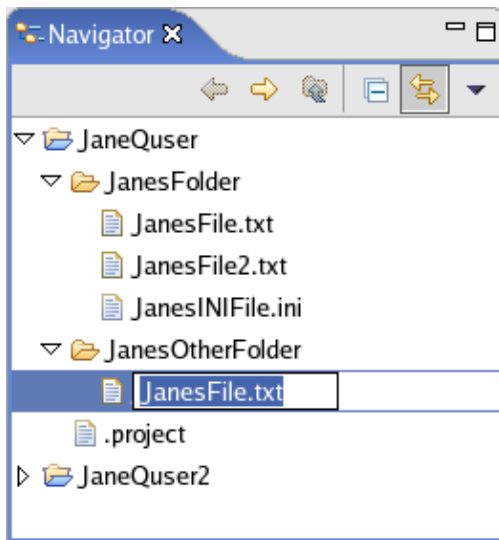 Navigator
JaneQuser
JanesFolder
JanesFile.txt
JanesFile2.txt
JanesINIFile.ini
JanesOtherFolder
JanesFile.txt
.project
JaneQuser2